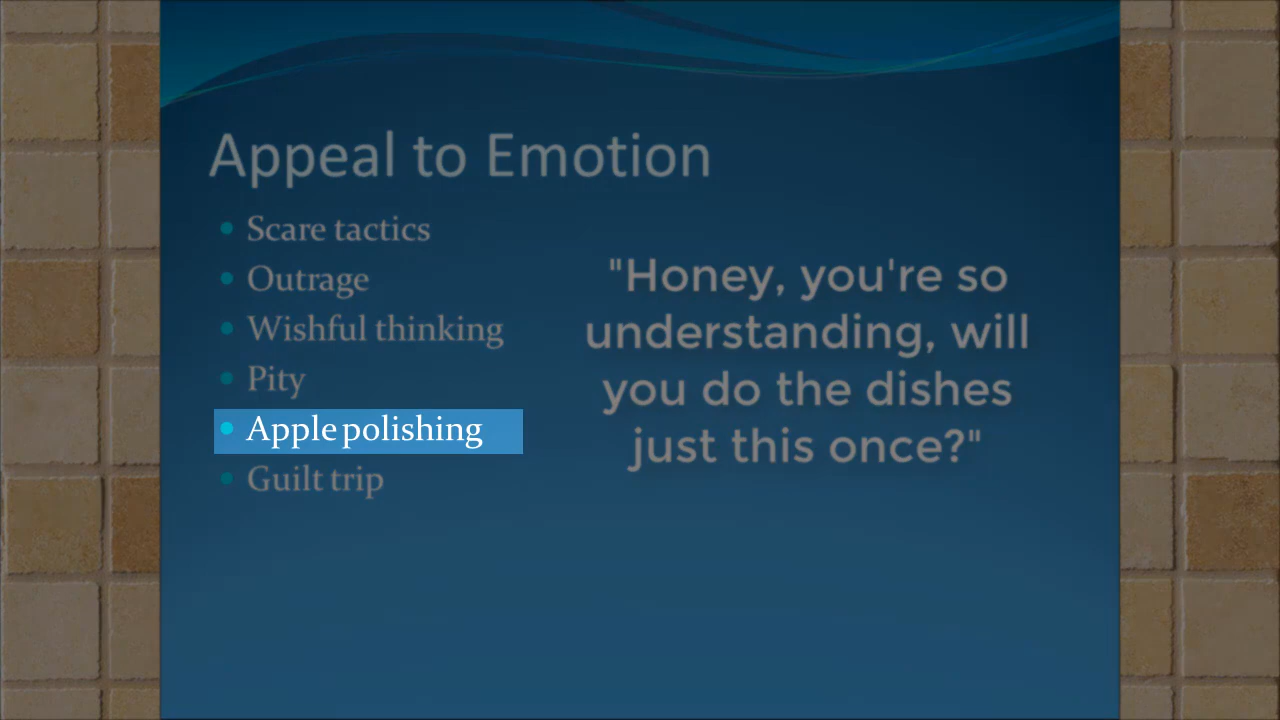 Appeal to Emotion
Scare tactics
Outrage
Wishful thinking
Pity
Apple polishing
Guilt trip
"Honey, you're so
understanding, will
you do the dishes
just this once?"